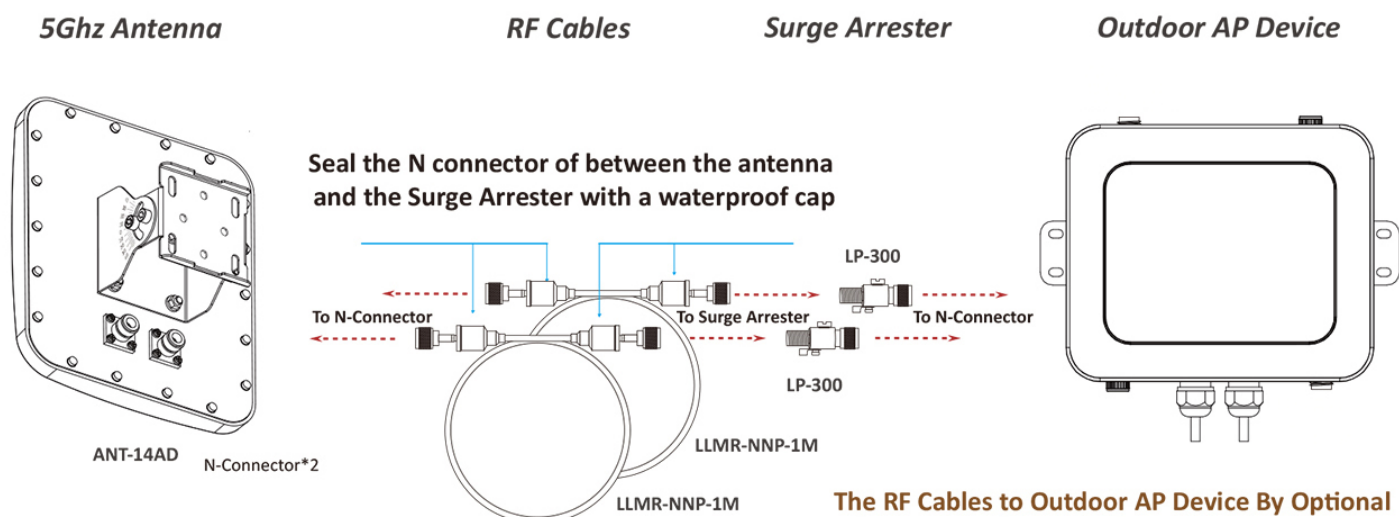 5Ghz Antenna
RF Cables
Surge Arrester
Outdoor AP Device
Seal the N connector of between the antenna
and the Surge Arrester with a waterproof cap
LP-300
To N-Connector
To Surge Arrester
To N-Connector
LP-300
ANT-14AD
N-Connector*2
LLMR-NNP-1M
LLMR-NNP-1M
The RF Cables to Outdoor AP Device By Optional